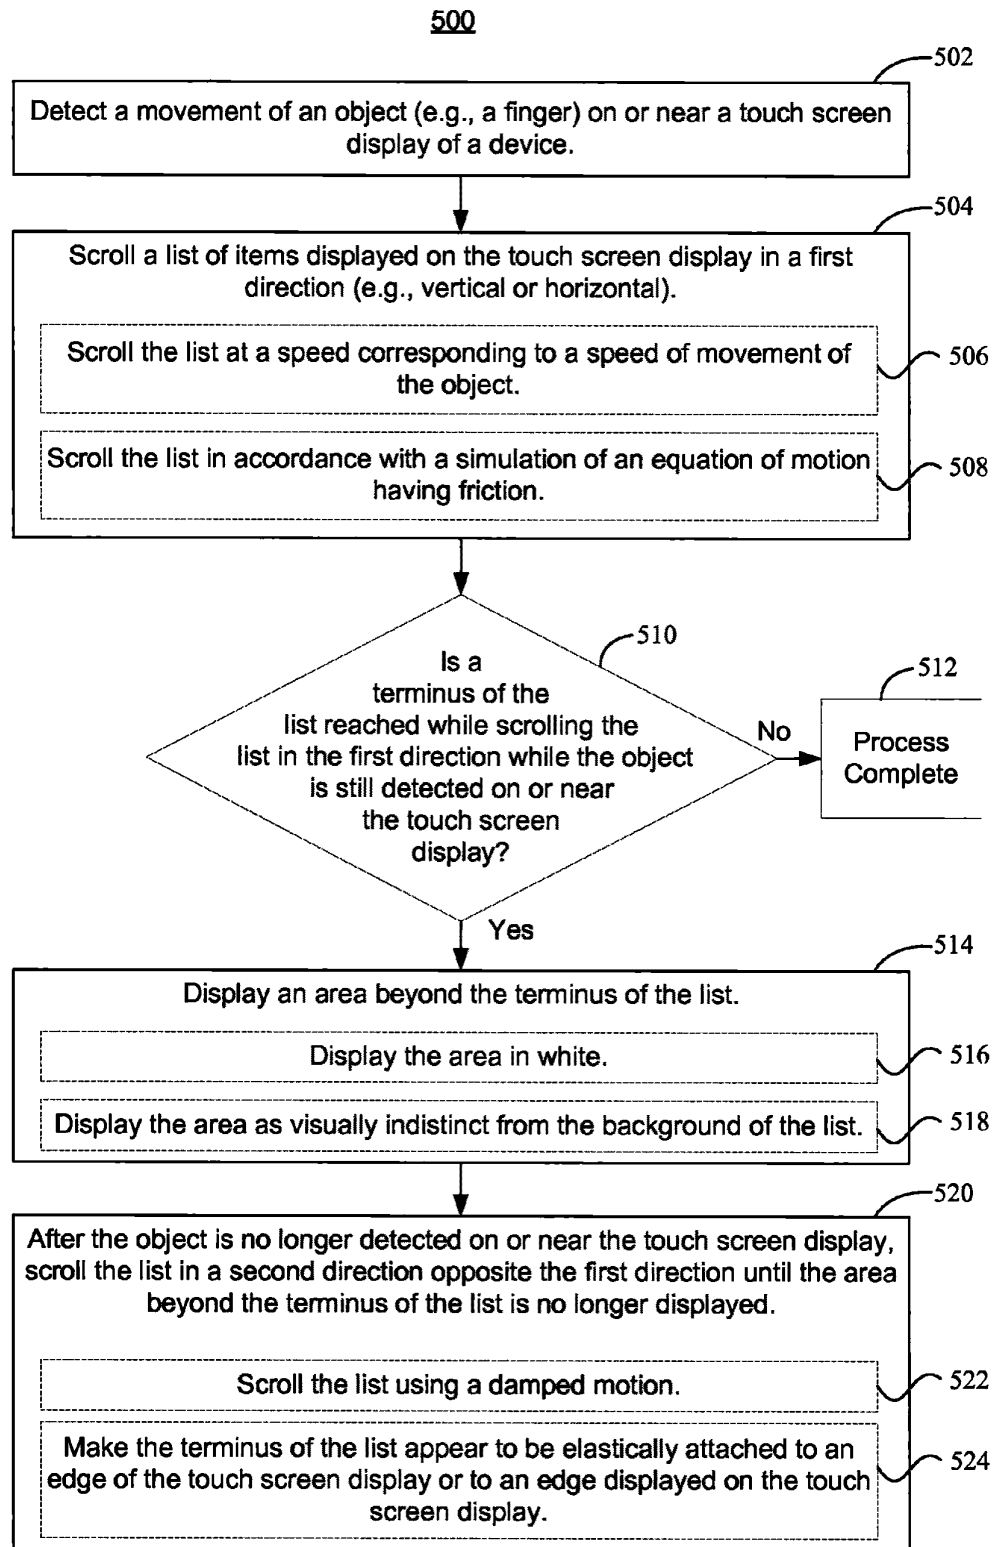 500
502
Detect a movement of an object (e.g., a finger) on or near a touch screen
display of a device.
504
Scroll a list of items displayed on the touch screen display in a first
direction (e.g., vertical or horizontal).
Scroll the list at a speed corresponding to a speed of movement of
the object.
506
Scroll the list in accordance with a simulation of an equation of motion
having friction.
508
510
Is a
terminus of the
list reached while scrolling the
list in the first direction while the object
is still detected on or near
the touch screen
display?
No
512
Process
Complete
Yes
514
Display an area beyond the terminus of the list.
Display the area in white.
516
Display the area as visually indistinct from the background of the list.
518
520
After the object is no longer detected on or near the touch screen display,
scroll the list in a second direction opposite the first direction until the area
beyond the terminus of the list is no longer displayed.
Scroll the list using a damped motion.
522
Make the terminus of the list appear to be elastically attached to an
edge of the touch screen display or to an edge displayed on the touch
screen display.
524